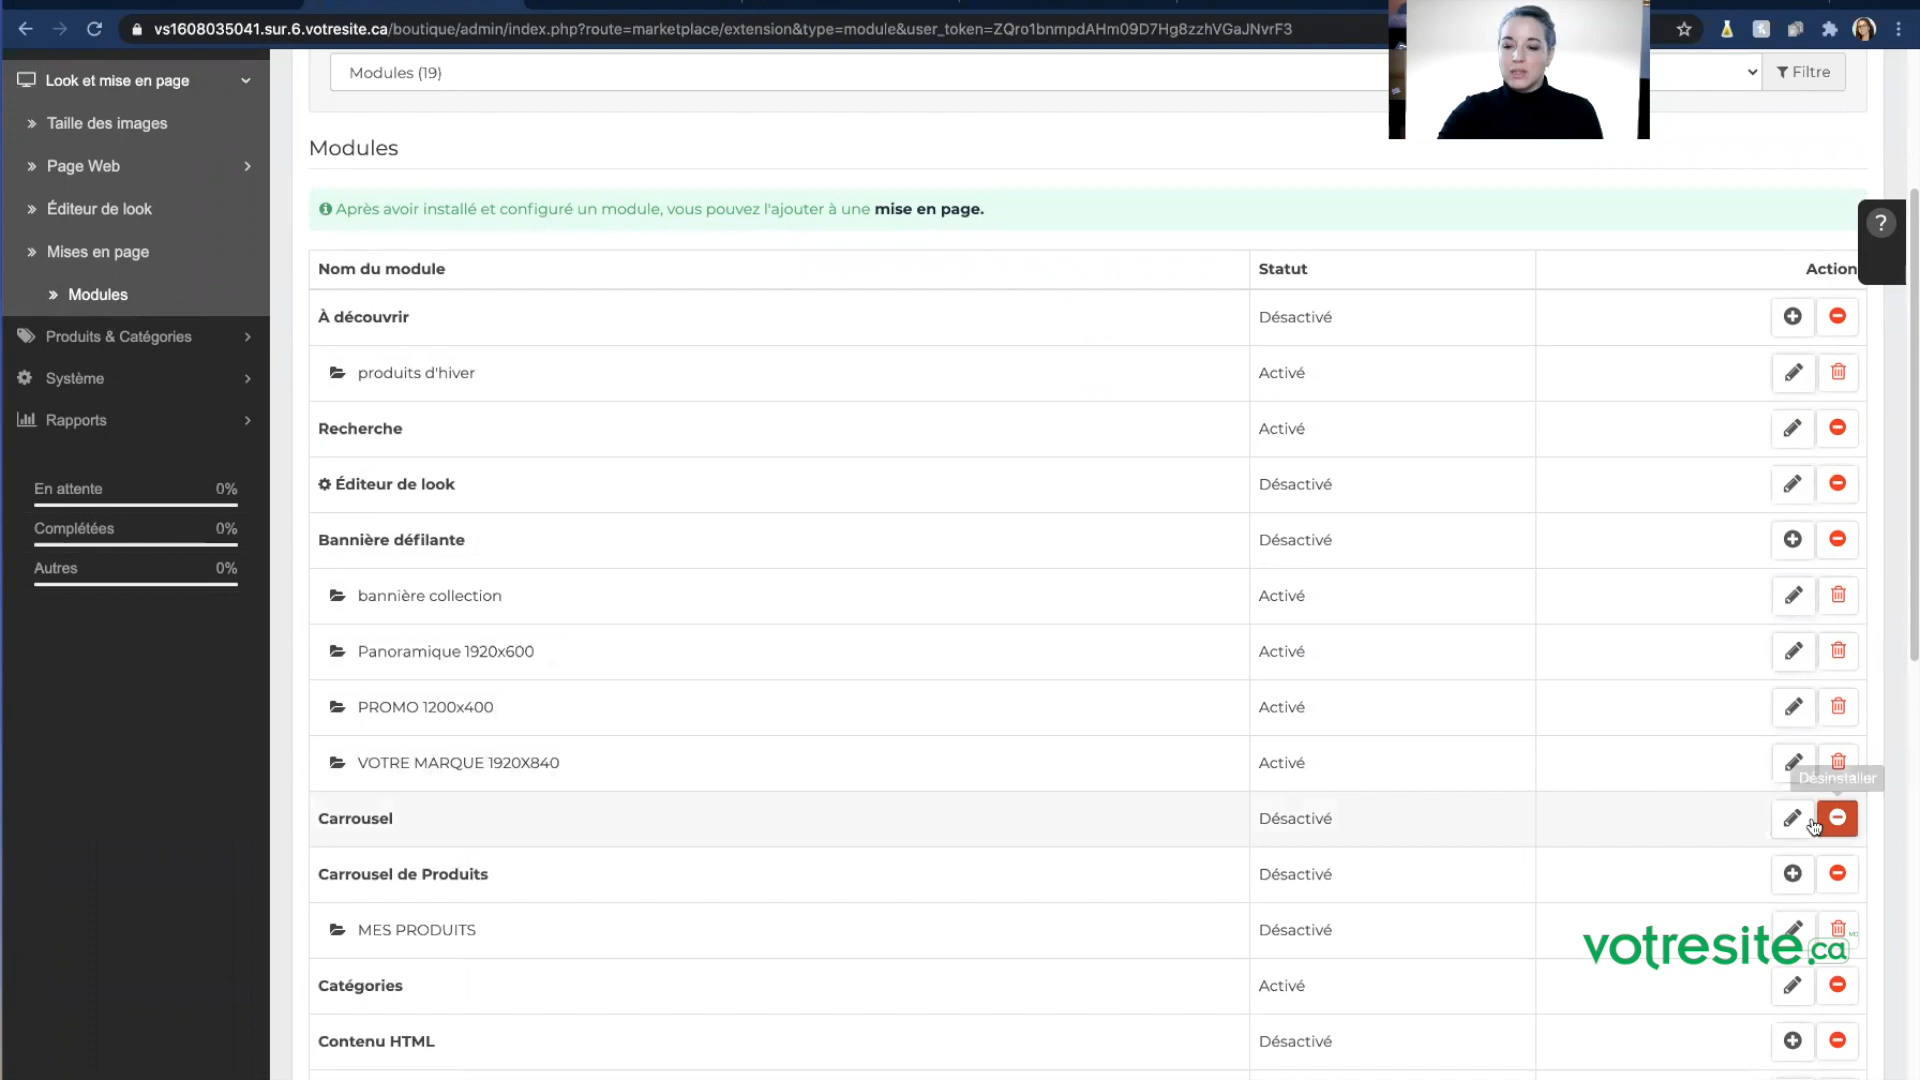 vs1608035041.sur.6.votresite.ca/boutique/admin/index.php?route=marketplace/extension&type=module&user_token=ZQro1bnmpdAHm09D7Hg8zzhVGaJNvrF3
Look et mise en page
Taille des images
Page Web
Éditeur de look
Mises en page
Modules
Produits & Catégories
Système
Rapports
En attente 0%
Complétées 0%
Autres 0%
Modules (19)
Filtre
Modules
Après avoir installé et configuré un module, vous pouvez l'ajouter à une mise en page.
?
Nom du module Statut Action
À découvrir Désactivé
produits d'hiver Activé
Recherche Activé
Éditeur de look Désactivé
Bannière défilante Désactivé
bannière collection Activé
Panoramique 1920x600 Activé
PROMO 1200x400 Activé
VOTRE MARQUE 1920X840 Activé
Désinstaller
Carrousel Désactivé
Carrousel de Produits Désactivé
MES PRODUITS Désactivé
votresite.ca MC
Catégories Activé
Contenu HTML Désactivé